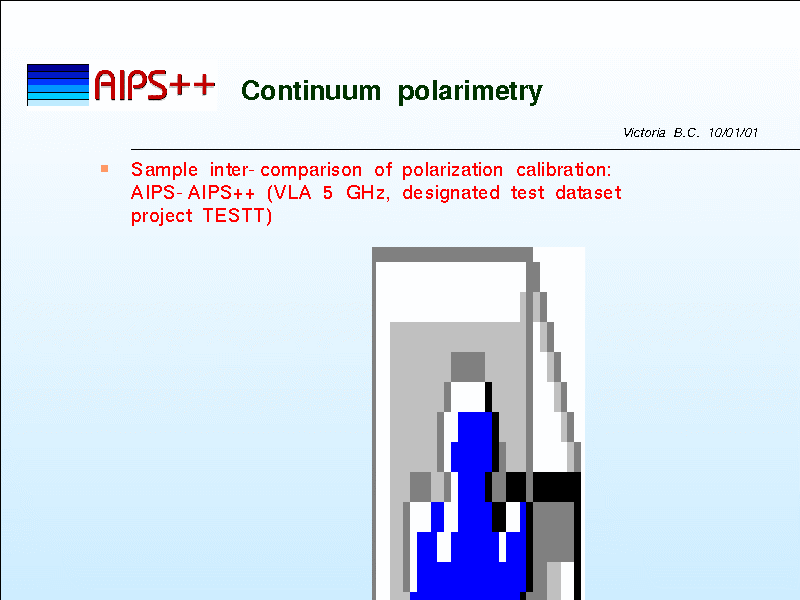 AIPS++
Continuum polarimetry
Victoria B.C. 10/01/01
Sample inter-comparison of polarization calibration:
AIPS-AIPS++ (VLA 5 GHz, designated test dataset
project TESTT)